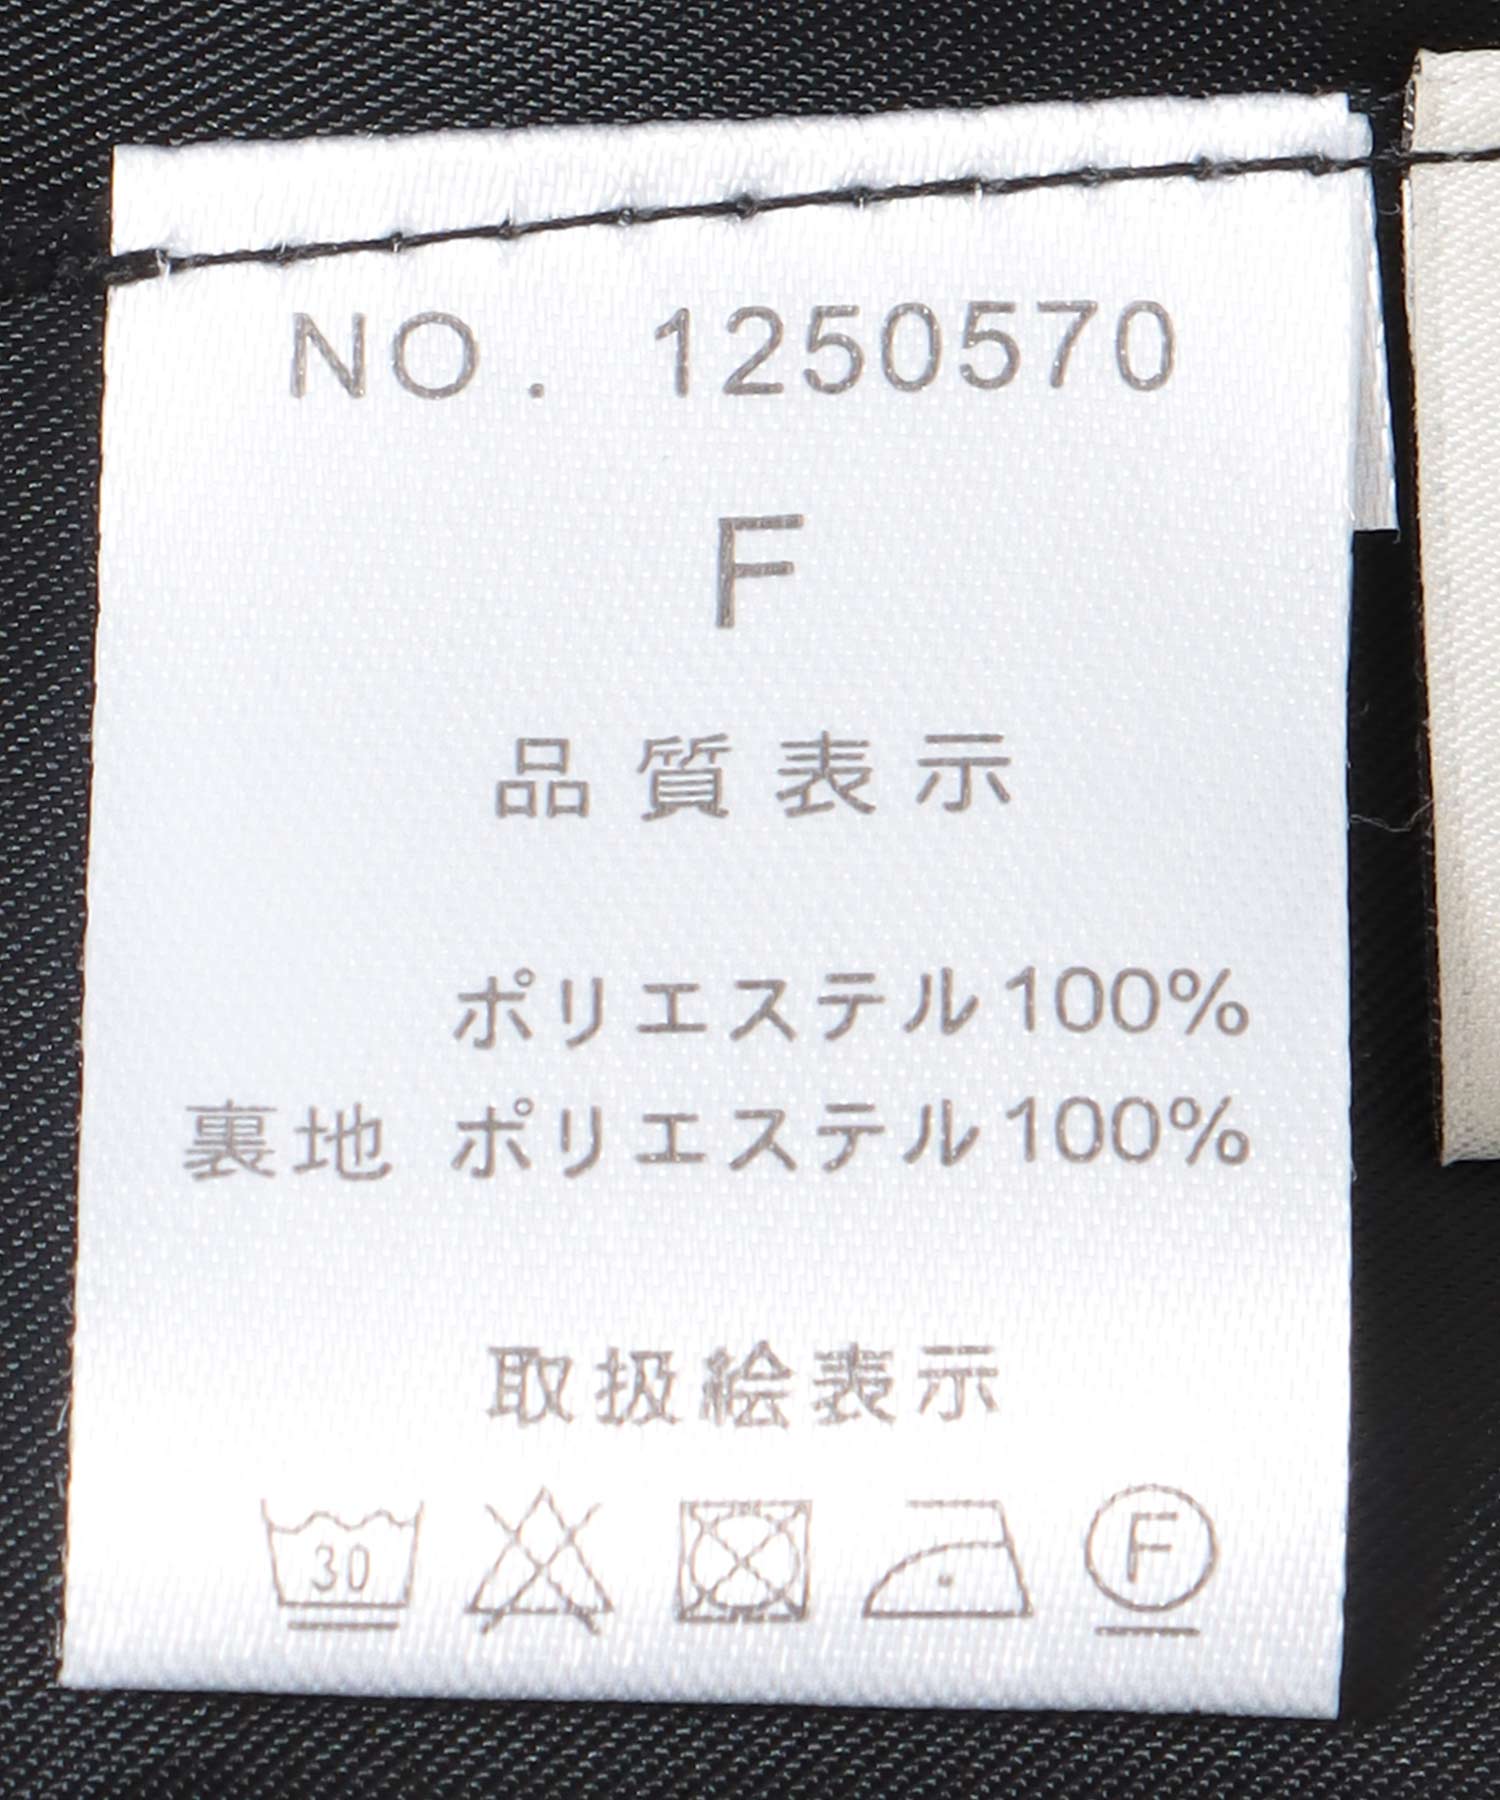 NO. 1250570
F
品質表示
ポリエステル100%
裏地 ポリエステル100%
取扱絵表示
30 F